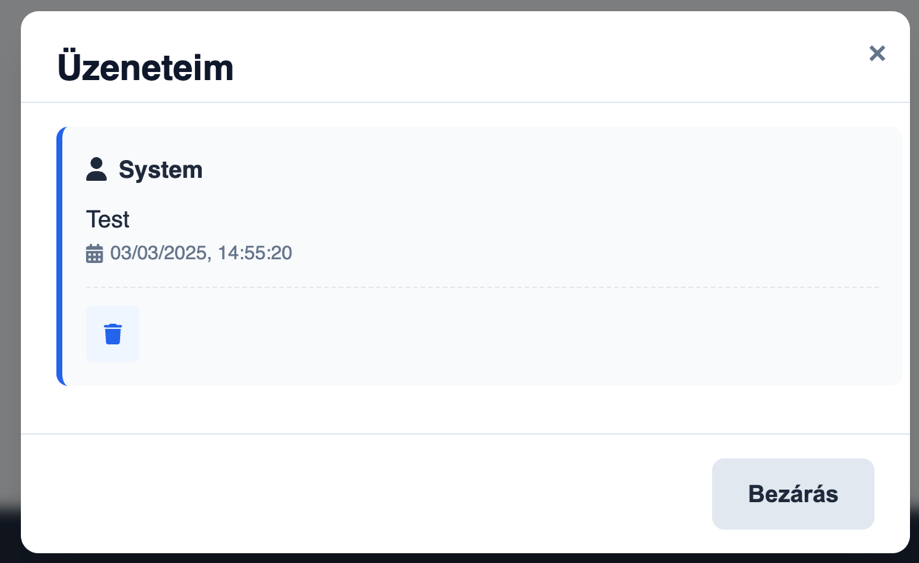 Üzeneteim
×
System
Test
03/03/2025, 14:55:20
Bezárás